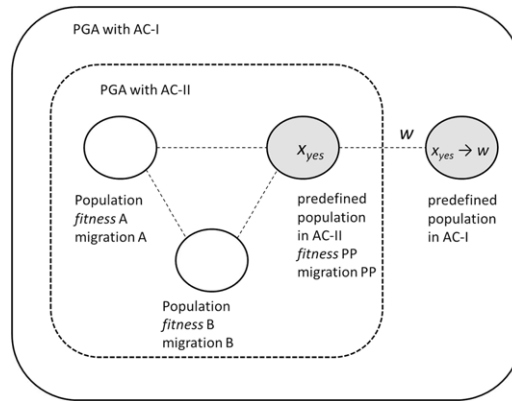 PGA with AC-I
PGA with AC-II
x_yes
w
x_yes → w
Population
fitness A
migration A
predefined
population
in AC-II
fitness PP
migration PP
predefined
population
in AC-I
Population
fitness B
migration B